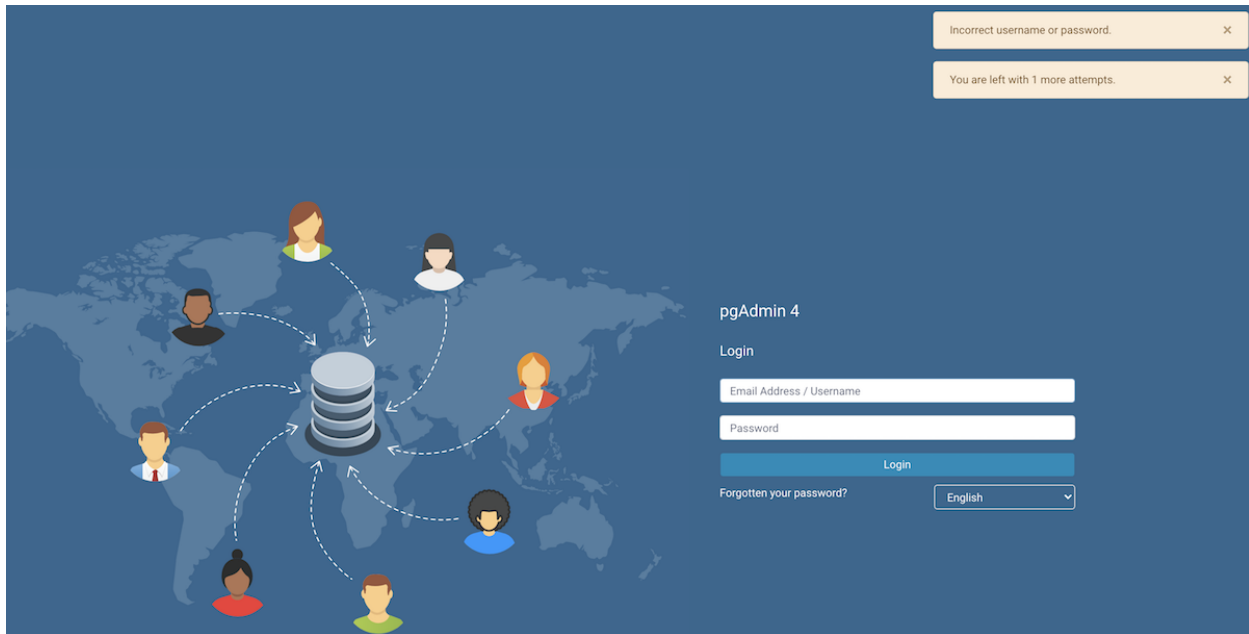 Incorrect username or password. ×
You are left with 1 more attempts. ×
pgAdmin 4
Login
Email Address / Username
Password
Login
Forgotten your password?
English